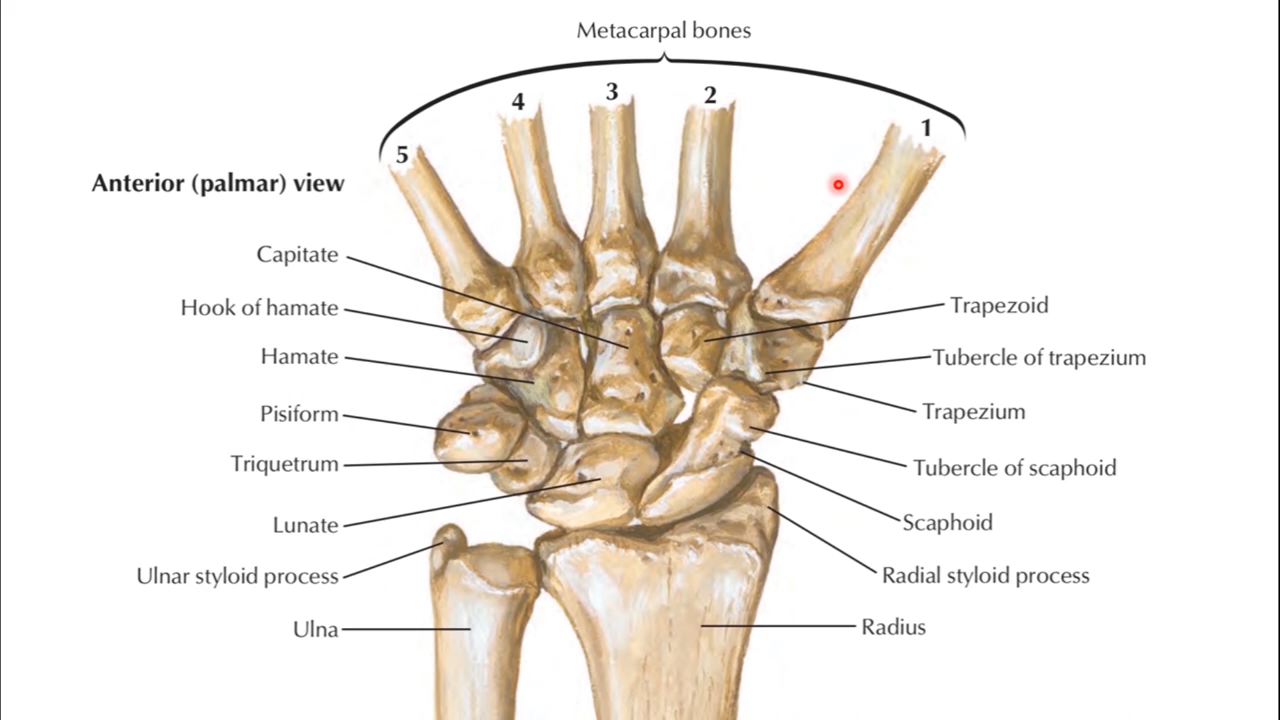 Metacarpal bones
5
4
3
2
1
Anterior (palmar) view
Capitate
Hook of hamate
Hamate
Pisiform
Triquetrum
Lunate
Ulnar styloid process
Ulna
Trapezoid
Tubercle of trapezium
Trapezium
Tubercle of scaphoid
Scaphoid
Radial styloid process
Radius